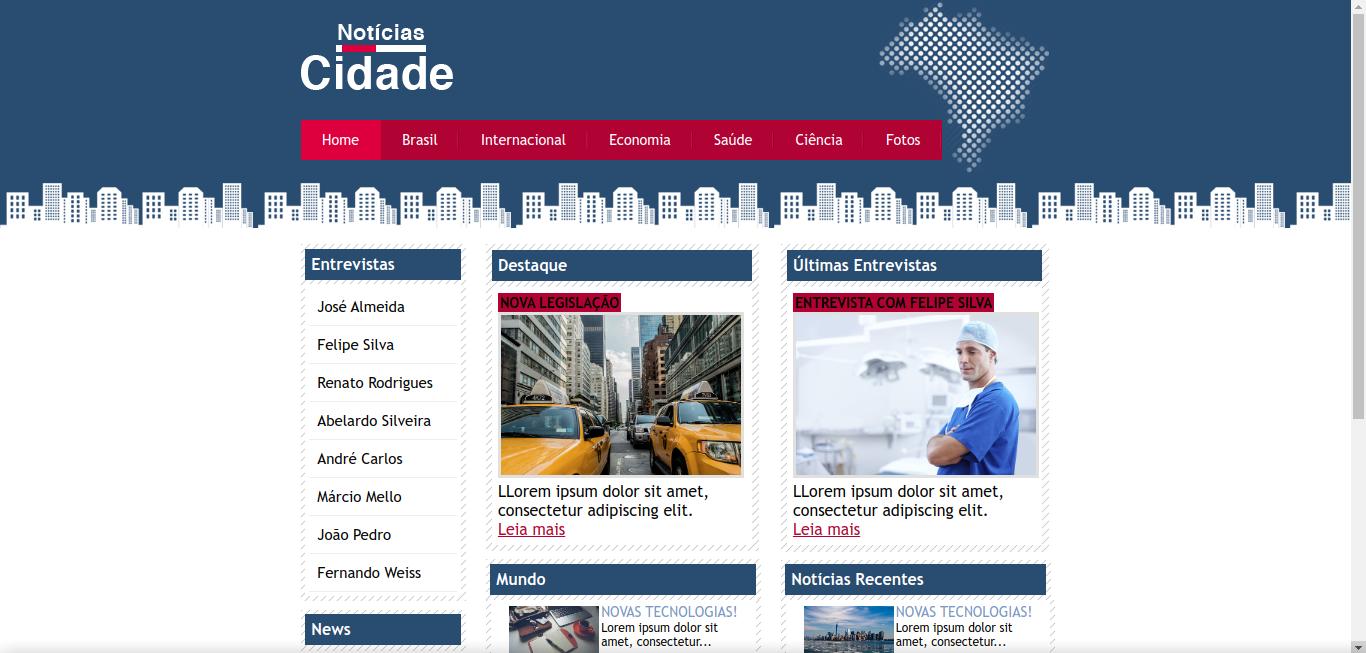 Notícias
Cidade
Home Brasil Internacional Economia Saúde Ciência Fotos
Entrevistas
José Almeida
Felipe Silva
Renato Rodrigues
Abelardo Silveira
André Carlos
Márcio Mello
João Pedro
Fernando Weiss
News
Destaque
NOVA LEGISLAÇÃO
LLorem ipsum dolor sit amet,
consectetur adipiscing elit.
Leia mais
Últimas Entrevistas
ENTREVISTA COM FELIPE SILVA
LLorem ipsum dolor sit amet,
consectetur adipiscing elit.
Leia mais
Mundo
NOVAS TECNOLOGIAS!
Lorem ipsum dolor sit
amet, consectetur...
Notícias Recentes
NOVAS TECNOLOGIAS!
Lorem ipsum dolor sit
amet, consectetur...